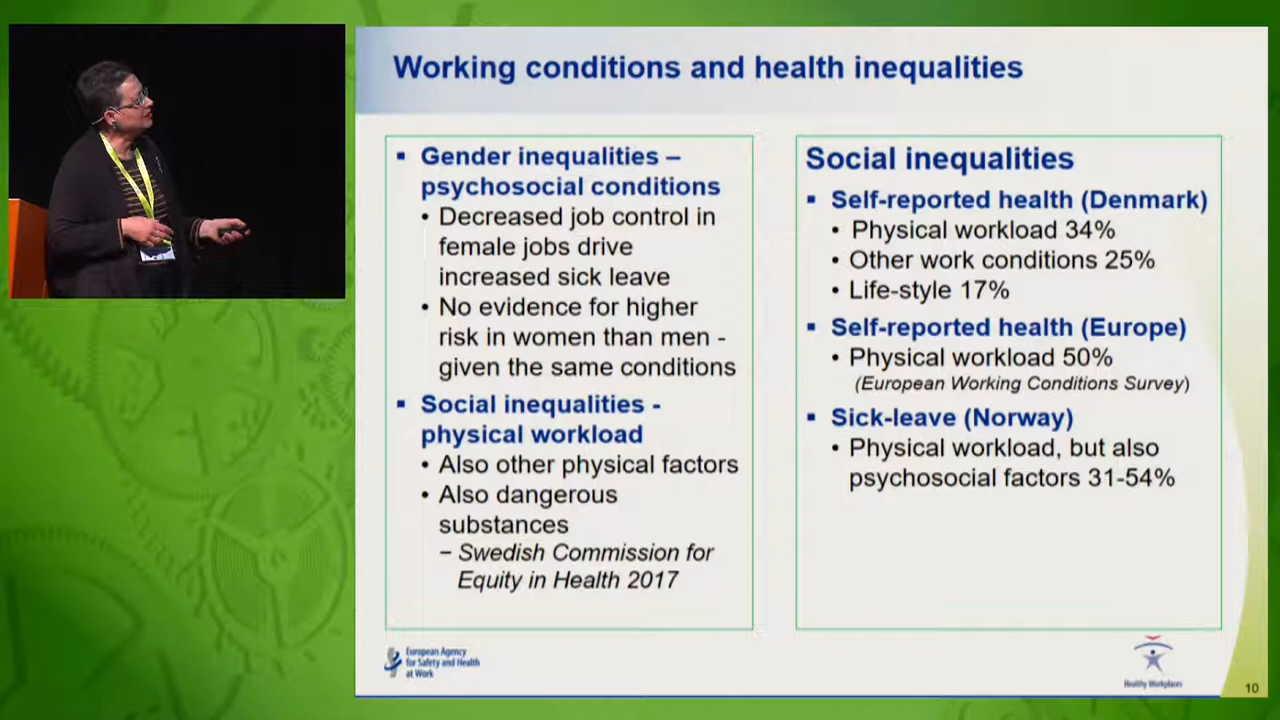 Working conditions and health inequalities
▪ Gender inequalities –
psychosocial conditions
• Decreased job control in
female jobs drive
increased sick leave
• No evidence for higher
risk in women than men -
given the same conditions
▪ Social inequalities -
physical workload
• Also other physical factors
• Also dangerous
substances
– Swedish Commission for
Equity in Health 2017
Social inequalities
▪ Self-reported health (Denmark)
• Physical workload 34%
• Other work conditions 25%
• Life-style 17%
▪ Self-reported health (Europe)
• Physical workload 50%
(European Working Conditions Survey)
▪ Sick-leave (Norway)
• Physical workload, but also
psychosocial factors 31-54%
European Agency
for Safety and Health
at Work
Healthy Workplaces
10